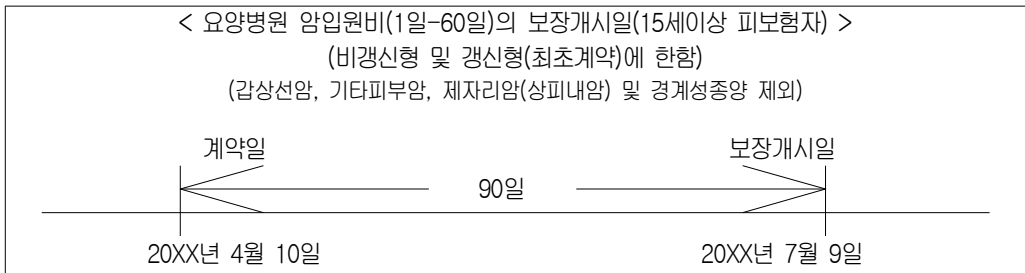 < 요양병원 암입원비(1일-60일)의 보장개시일(15세이상 피보험자) >
(비갱신형 및 갱신형(최초계약)에 한함)
(갑상선암, 기타피부암, 제자리암(상피내암) 및 경계성종양 제외)
계약일 보장개시일
90일
20XX년 4월 10일 20XX년 7월 9일